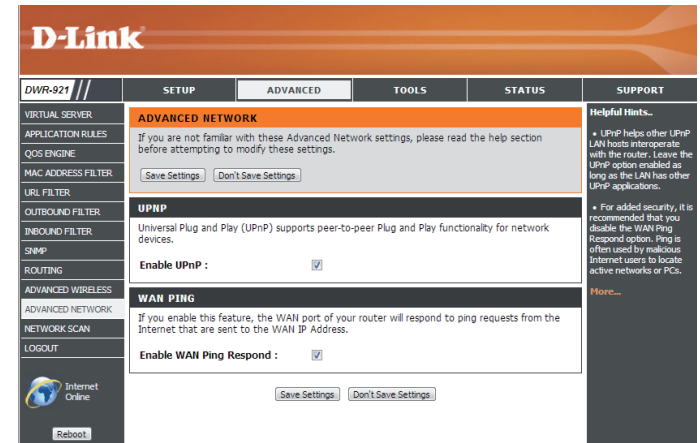 D-Link
DWR-921
SETUP
ADVANCED
TOOLS
STATUS
SUPPORT
VIRTUAL SERVER
APPLICATION RULES
QOS ENGINE
MAC ADDRESS FILTER
URL FILTER
OUTBOUND FILTER
INBOUND FILTER
SNMP
ROUTING
ADVANCED WIRELESS
ADVANCED NETWORK
NETWORK SCAN
LOGOUT
Internet
Online
Reboot
ADVANCED NETWORK
If you are not familar with these Advanced Network settings, please read the help section
before attempting to modify these settings.
Save Settings Don't Save Settings
UPNP
Universal Plug and Play (UPnP) supports peer-to-peer Plug and Play functionality for network
devices.
Enable UPnP :
WAN PING
If you enable this feature, the WAN port of your router will respond to ping requests from the
Internet that are sent to the WAN IP Address.
Enable WAN Ping Respond :
Save Settings Don't Save Settings
Helpful Hints..
• UPnP helps other UPnP
LAN hosts interoperate
with the router. Leave the
UPnP option enabled as
long as the LAN has other
UPnP applications.
• For added security, it is
recommended that you
disable the WAN Ping
Respond option. Ping is
often used by malicious
Internet users to locate
active networks or PCs.
More...